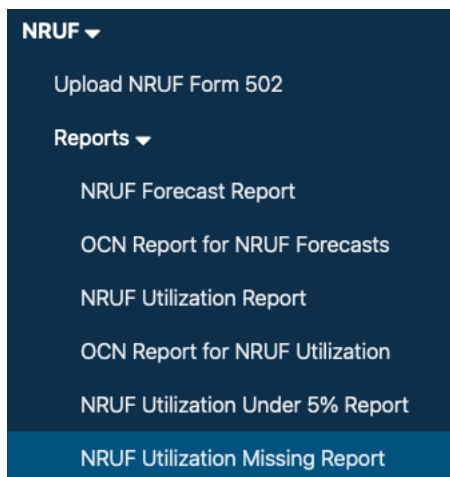 NRUF
Upload NRUF Form 502
Reports
NRUF Forecast Report
OCN Report for NRUF Forecasts
NRUF Utilization Report
OCN Report for NRUF Utilization
NRUF Utilization Under 5% Report
NRUF Utilization Missing Report